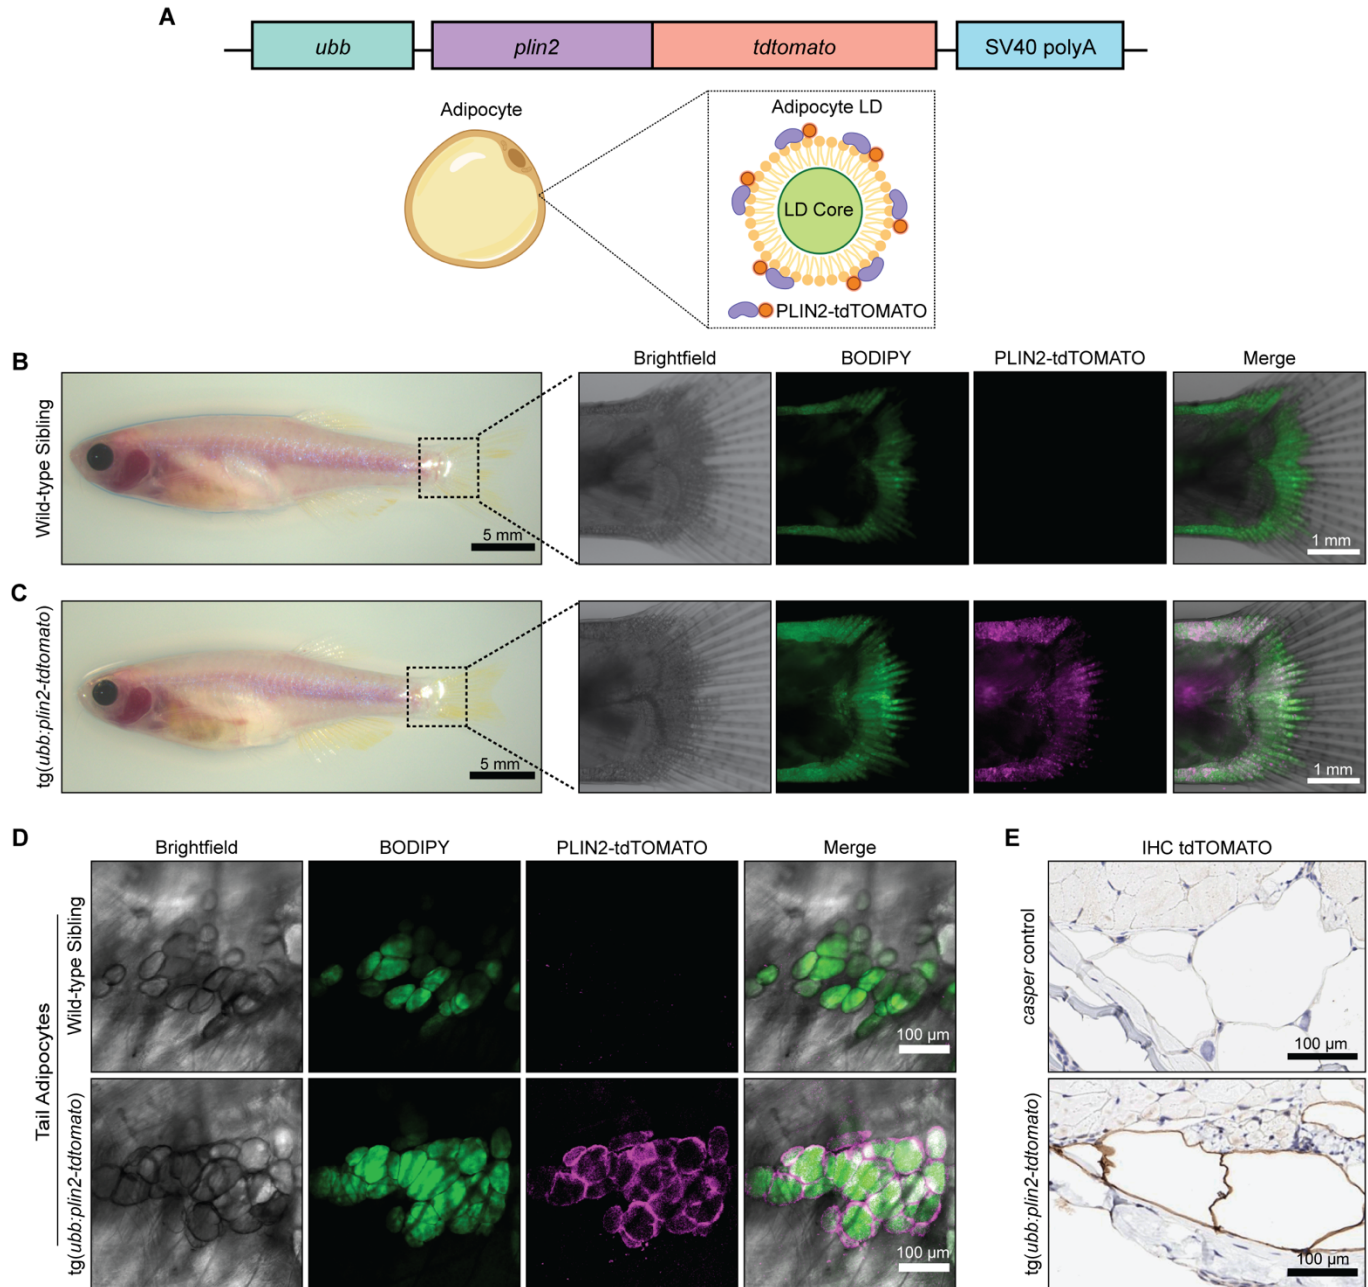 A
ubb
plin2
tdtomato
SV40 polyA
Adipocyte
Adipocyte LD
LD Core
PLIN2-tdTOMATO
B
Brightfield
BODIPY
PLIN2-tdTOMATO
Merge
Wild-type Sibling
5 mm
1 mm
C
tg(ubb:plin2-tdtomato)
5 mm
1 mm
D
Brightfield
BODIPY
PLIN2-tdTOMATO
Merge
Tail Adipocytes
Wild-type Sibling
100 µm
tg(ubb:plin2-tdtomato)
100 µm
E
IHC tdTOMATO
casper control
100 µm
tg(ubb:plin2-tdtomato)
100 µm